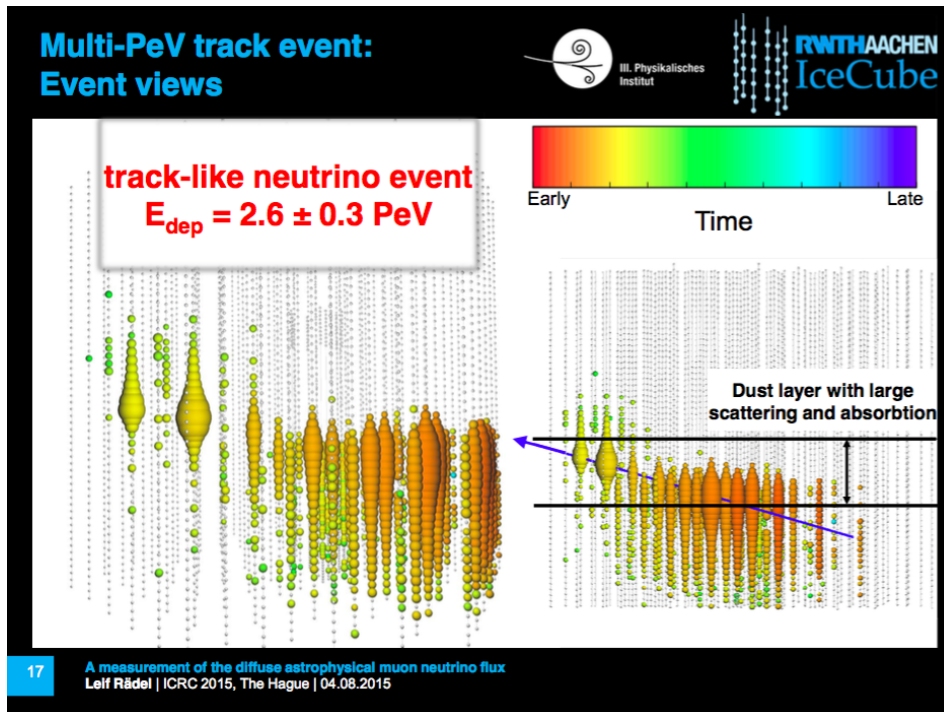 Multi-PeV track event:
Event views
III. Physikalisches
Institut
RWTHAACHEN
IceCube
track-like neutrino event
E_dep = 2.6 ± 0.3 PeV
Early
Late
Time
Dust layer with large
scattering and absorbtion
17
A measurement of the diffuse astrophysical muon neutrino flux
Leif Rädel | ICRC 2015, The Hague | 04.08.2015